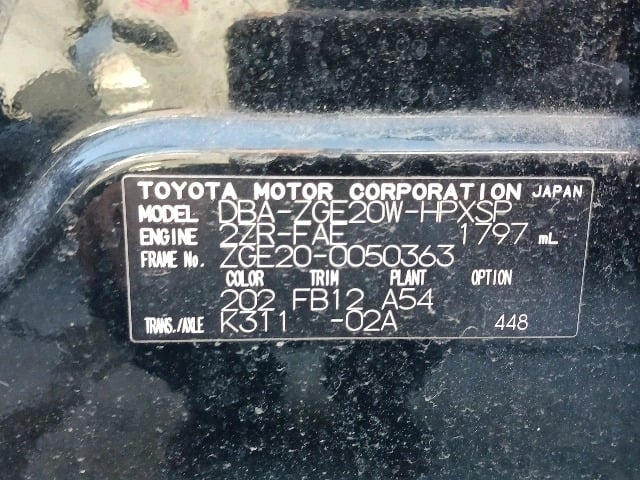 TOYOTA MOTOR CORPORATION JAPAN
MODEL DBA-ZGE20W-HPXSP
ENGINE 2ZR-FAE 1797 mL
FRAME No. ZGE20-0050363
COLOR TRIM PLANT OPTION
202 FB12 A54
TRANS./AXLE K311 -02A 448